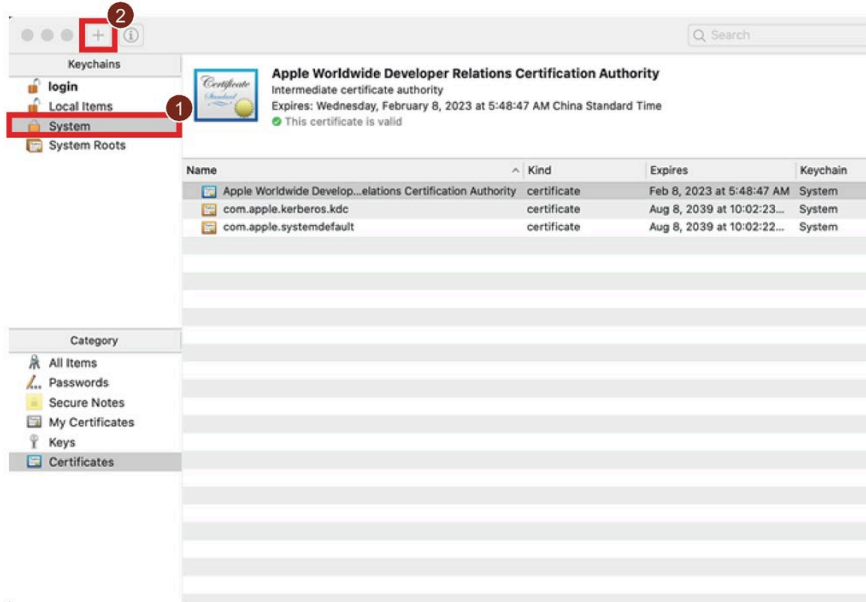 2
Search
Keychains
login
Local Items
1
System
System Roots
Certificate
Standard
Apple Worldwide Developer Relations Certification Authority
Intermediate certificate authority
Expires: Wednesday, February 8, 2023 at 5:48:47 AM China Standard Time
This certificate is valid
Name Kind Expires Keychain
Apple Worldwide Develop...elations Certification Authority certificate Feb 8, 2023 at 5:48:47 AM System
com.apple.kerberos.kdc certificate Aug 8, 2039 at 10:02:23... System
com.apple.systemdefault certificate Aug 8, 2039 at 10:02:22... System
Category
All Items
Passwords
Secure Notes
My Certificates
Keys
Certificates